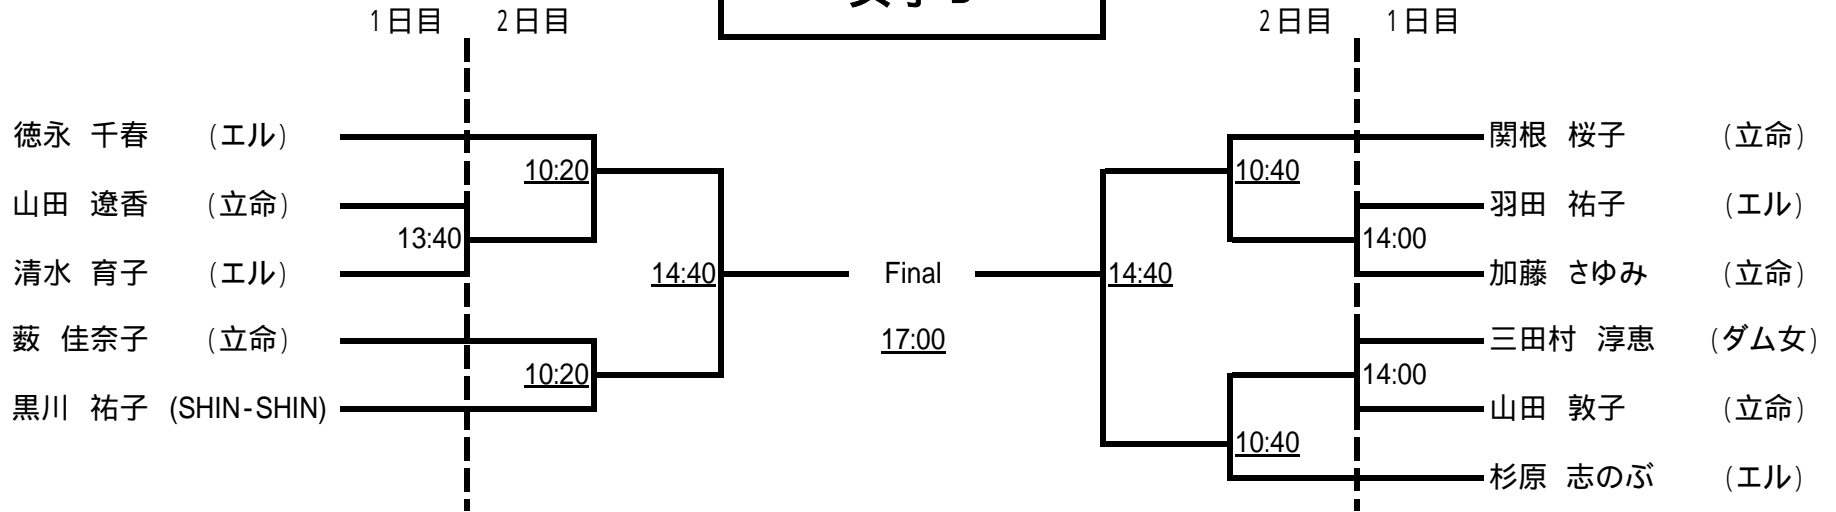 1日目 2日目 2日目 1日目
徳永 千春 (エル) 関根 桜子 (立命)
10:20 10:40
山田 遼香 (立命) 羽田 祐子 (エル)
13:40 14:00
清水 育子 (エル) 14:40 Final 14:40 加藤 さゆみ (立命)
薮 佳奈子 (立命) 17:00 三田村 淳恵 (ダム女)
10:20 14:00
黒川 祐子 (SHIN-SHIN) 山田 敦子 (立命)
10:40
杉原 志のぶ (エル)